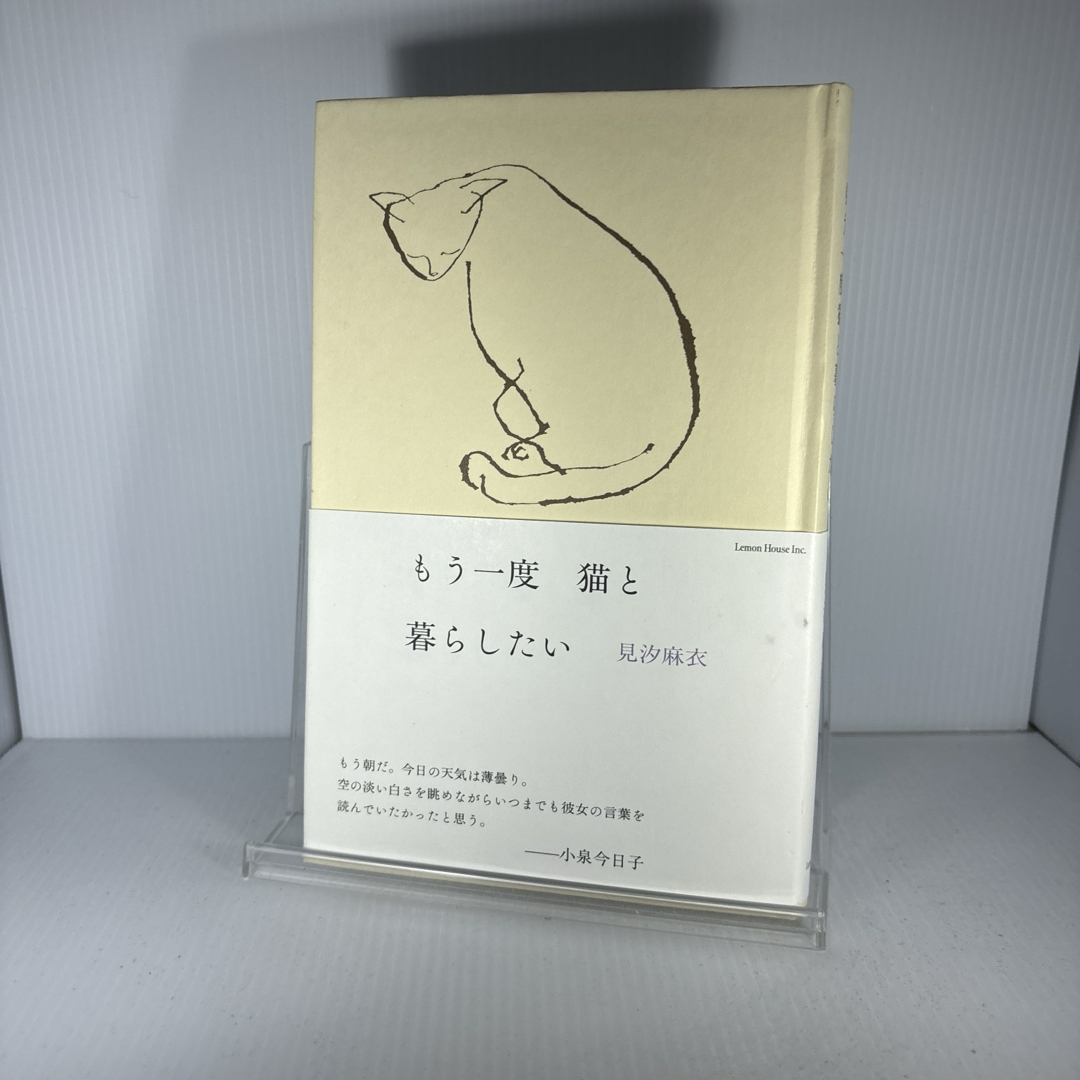 Lemon House Inc.
もう一度　猫と
暮らしたい　見汐麻衣
もう朝だ。今日の天気は薄曇り。
空の淡い白さを眺めながらいつまでも彼女の言葉を
読んでいたかったと思う。
——小泉今日子